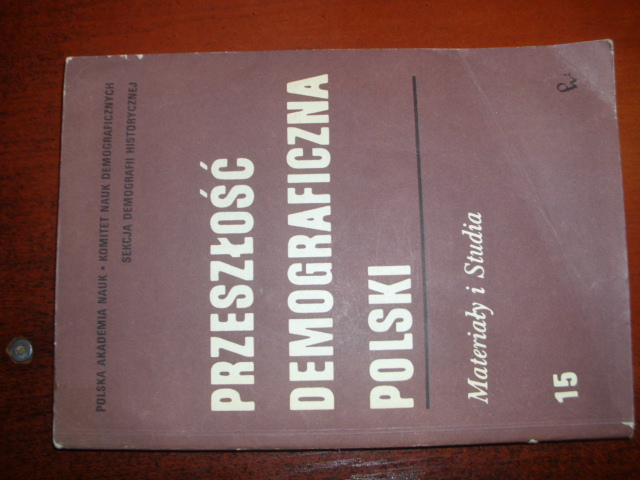 POLSKA AKADEMIA NAUK • KOMITET NAUK DEMOGRAFICZNYCH
SEKCJA DEMOGRAFII HISTORYCZNEJ
PRZESZŁOŚĆ
DEMOGRAFICZNA
POLSKI
Materiały i Studia
15